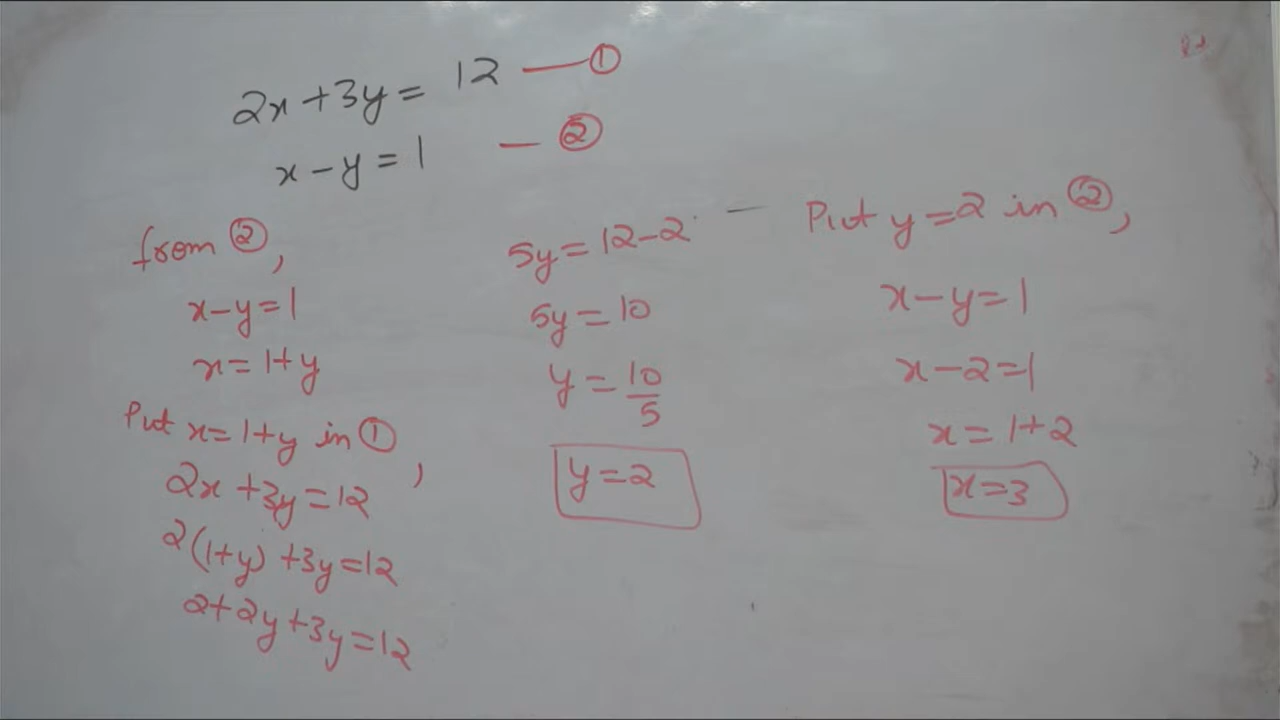 2x+3y= 12 — ①
x-y=1 — ②
from ②,
x-y=1
x=1+y
Put x=1+y in ①,
2x+3y=12
2(1+y)+3y=12
2+2y+3y=12
5y=12-2
5y=10
y=10/5
y=2
Put y=2 in ②,
x-y=1
x-2=1
x=1+2
x=3